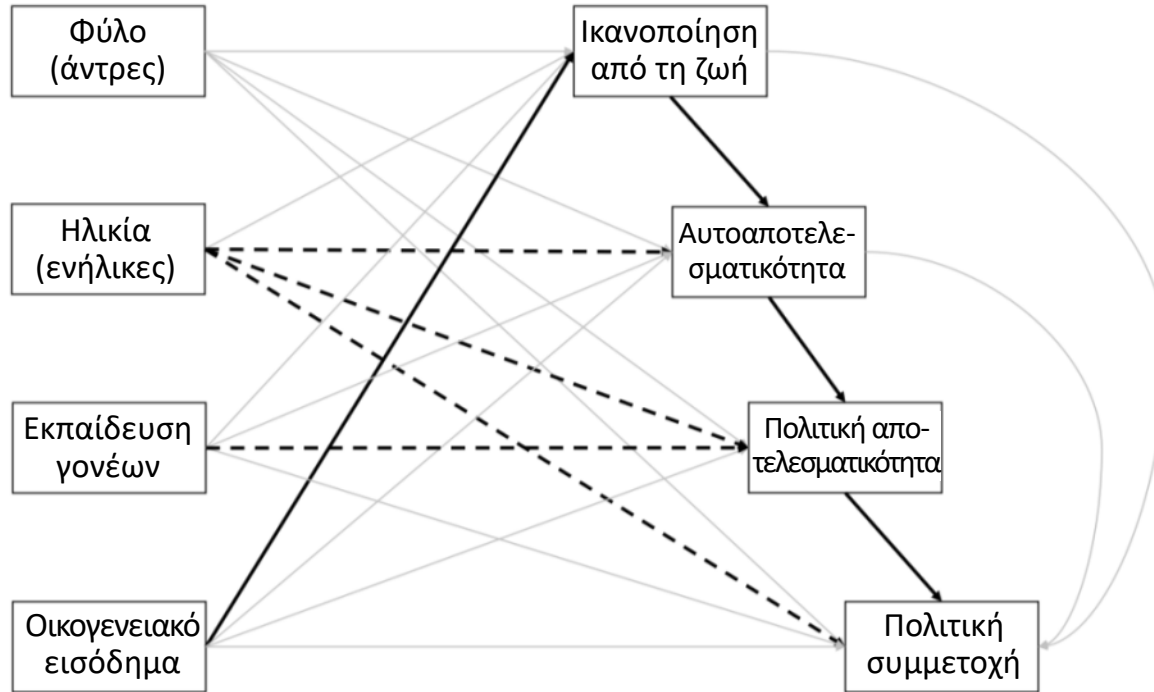 Φύλο
(άντρες)
Ικανοποίηση
από τη ζωή
Ηλικία
(ενήλικες)
Αυτοαποτελε-
σματικότητα
Εκπαίδευση
γονέων
Πολιτική απο-
τελεσματικότητα
Οικογενειακό
εισόδημα
Πολιτική
συμμετοχή